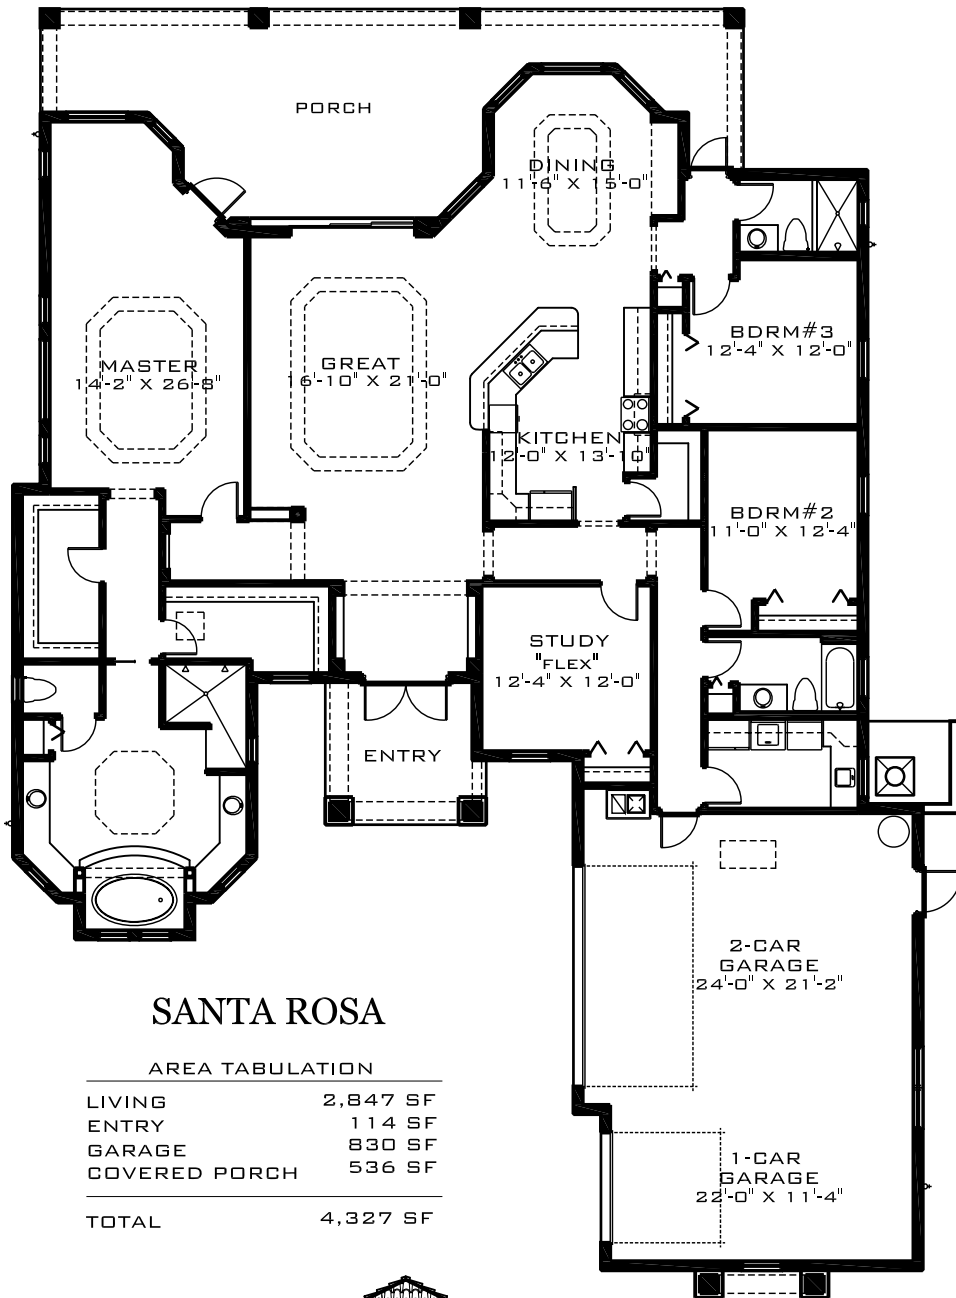 PORCH
DINING
11'-6" X 15'-0"
BDRM#3
12'-4" X 12'-0"
MASTER
14'-2" X 26'-8"
GREAT
16'-10" X 21'-0"
KITCHEN
12'-0" X 13'-10"
BDRM#2
11'-0" X 12'-4"
STUDY
"FLEX"
12'-4" X 12'-0"
ENTRY
2-CAR
GARAGE
24'-0" X 21'-2"
1-CAR
GARAGE
22'-0" X 11'-4"
SANTA ROSA
AREA TABULATION
LIVING 2,847 SF
ENTRY 114 SF
GARAGE 830 SF
COVERED PORCH 536 SF
TOTAL 4,327 SF